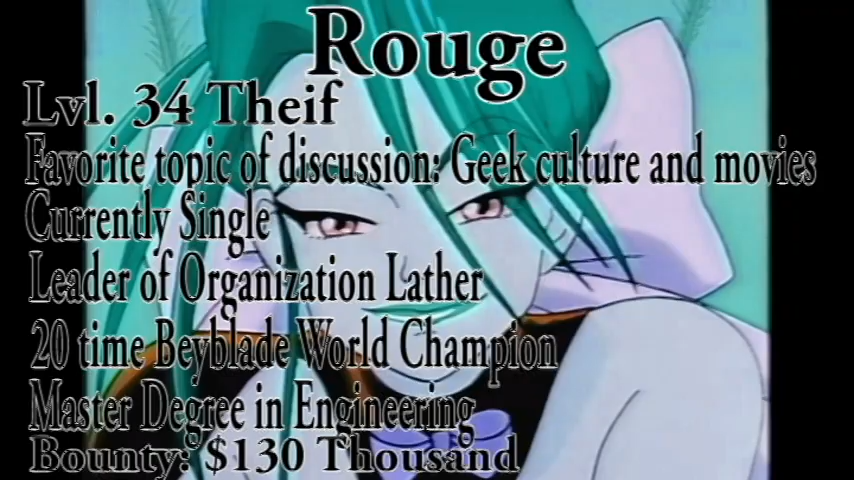 Rouge
Lvl. 34 Theif
Favorite topic of discussion: Geek culture and movies
Currently Single
Leader of Organization Lather
20 time Beyblade World Champion
Master Degree in Engineering
Bounty: $130 Thousand